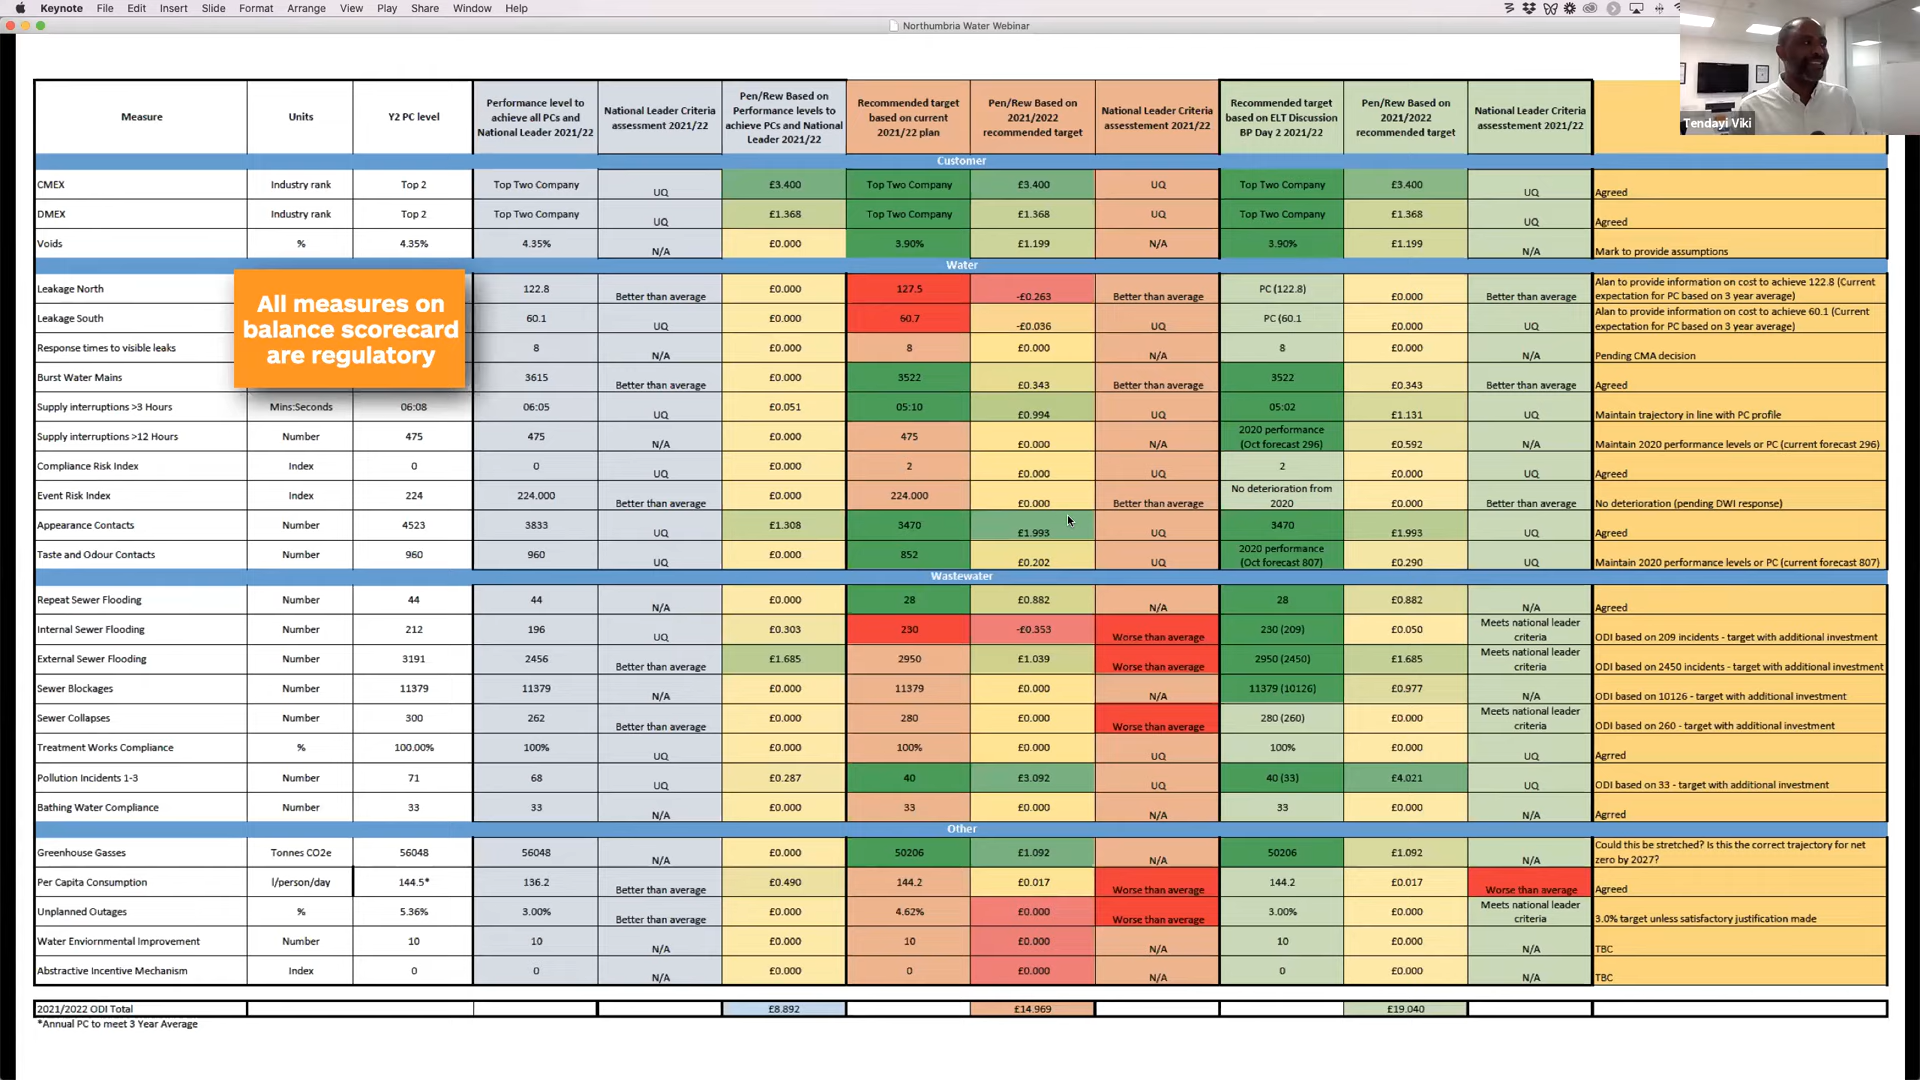 Keynote File Edit Insert Slide Format Arrange View Play Share Window Help
Northumbria Water Webinar
Tendayi Viki
Measure | Units | Y2 PC level | Performance level to achieve all PCs and National Leader 2021/22 | National Leader Criteria assessment 2021/22 | Pen/Rew Based on Performance levels to achieve PCs and National Leader 2021/22 | Recommended target based on current 2021/22 plan | Pen/Rew Based on 2021/2022 recommended target | National Leader Criteria assestement 2021/22 | Recommended target based on ELT Discussion BP Day 2 2021/22 | Pen/Rew Based on 2021/2022 recommended target | National Leader Criteria assestement 2021/22
Customer
CMEX | Industry rank | Top 2 | Top Two Company | UQ | £3.400 | Top Two Company | £3.400 | UQ | Top Two Company | £3.400 | UQ | Agreed
DMEX | Industry rank | Top 2 | Top Two Company | UQ | £1.368 | Top Two Company | £1.368 | UQ | Top Two Company | £1.368 | UQ | Agreed
Voids | % | 4.35% | 4.35% | N/A | £0.000 | 3.90% | £1.199 | N/A | 3.90% | £1.199 | N/A | Mark to provide assumptions
Water
All measures on
balance scorecard
are regulatory
Leakage North | 122.8 | Better than average | £0.000 | 127.5 | -£0.263 | Better than average | PC (122.8) | £0.000 | Better than average | Alan to provide information on cost to achieve 122.8 (Current expectation for PC based on 3 year average)
Leakage South | 60.1 | UQ | £0.000 | 60.7 | -£0.036 | UQ | PC (60.1 | £0.000 | UQ | Alan to provide information on cost to achieve 60.1 (Current expectation for PC based on 3 year average)
Response times to visible leaks | 8 | N/A | £0.000 | 8 | £0.000 | N/A | 8 | £0.000 | N/A | Pending CMA decision
Burst Water Mains | 3615 | Better than average | £0.000 | 3522 | £0.343 | Better than average | 3522 | £0.343 | Better than average | Agreed
Supply interruptions >3 Hours | Mins:Seconds | 06:08 | 06:05 | UQ | £0.051 | 05:10 | £0.994 | UQ | 05:02 | £1.131 | UQ | Maintain trajectory in line with PC profile
Supply interruptions >12 Hours | Number | 475 | 475 | N/A | £0.000 | 475 | £0.000 | N/A | 2020 performance (Oct forecast 296) | £0.592 | N/A | Maintain 2020 performance levels or PC (current forecast 296)
Compliance Risk Index | Index | 0 | 0 | UQ | £0.000 | 2 | £0.000 | UQ | 2 | £0.000 | UQ | Agreed
Event Risk Index | Index | 224 | 224.000 | Better than average | £0.000 | 224.000 | £0.000 | Better than average | No deterioration from 2020 | £0.000 | Better than average | No deterioration (pending DWI response)
Appearance Contacts | Number | 4523 | 3833 | UQ | £1.308 | 3470 | £1.993 | UQ | 3470 | £1.993 | UQ | Agreed
Taste and Odour Contacts | Number | 960 | 960 | UQ | £0.000 | 852 | £0.202 | UQ | 2020 performance (Oct forecast 807) | £0.290 | UQ | Maintain 2020 performance levels or PC (current forecast 807)
Wastewater
Repeat Sewer Flooding | Number | 44 | 44 | N/A | £0.000 | 28 | £0.882 | N/A | 28 | £0.882 | N/A | Agreed
Internal Sewer Flooding | Number | 212 | 196 | UQ | £0.303 | 230 | -£0.353 | Worse than average | 230 (209) | £0.050 | Meets national leader criteria | ODI based on 209 incidents - target with additional investment
External Sewer Flooding | Number | 3191 | 2456 | Better than average | £1.685 | 2950 | £1.039 | Worse than average | 2950 (2450) | £1.685 | Meets national leader criteria | ODI based on 2450 incidents - target with additional investment
Sewer Blockages | Number | 11379 | 11379 | N/A | £0.000 | 11379 | £0.000 | N/A | 11379 (10126) | £0.977 | N/A | ODI based on 10126 - target with additional investment
Sewer Collapses | Number | 300 | 262 | Better than average | £0.000 | 280 | £0.000 | Worse than average | 280 (260) | £0.000 | Meets national leader criteria | ODI based on 260 - target with additional investment
Treatment Works Compliance | % | 100.00% | 100% | UQ | £0.000 | 100% | £0.000 | UQ | 100% | £0.000 | UQ | Agrred
Pollution Incidents 1-3 | Number | 71 | 68 | UQ | £0.287 | 40 | £3.092 | UQ | 40 (33) | £4.021 | UQ | ODI based on 33 - target with additional investment
Bathing Water Compliance | Number | 33 | 33 | N/A | £0.000 | 33 | £0.000 | N/A | 33 | £0.000 | N/A | Agrred
Other
Greenhouse Gasses | Tonnes CO2e | 56048 | 56048 | N/A | £0.000 | 50206 | £1.092 | N/A | 50206 | £1.092 | N/A | Could this be stretched? Is this the correct trajectory for net zero by 2027?
Per Capita Consumption | l/person/day | 144.5* | 136.2 | Better than average | £0.490 | 144.2 | £0.017 | Worse than average | 144.2 | £0.017 | Worse than average | Agreed
Unplanned Outages | % | 5.36% | 3.00% | Better than average | £0.000 | 4.62% | £0.000 | Worse than average | 3.00% | £0.000 | Meets national leader criteria | 3.0% target unless satisfactory justification made
Water Enviornmental Improvement | Number | 10 | 10 | N/A | £0.000 | 10 | £0.000 | N/A | 10 | £0.000 | N/A | TBC
Abstractive Incentive Mechanism | Index | 0 | 0 | N/A | £0.000 | 0 | £0.000 | N/A | 0 | £0.000 | N/A | TBC
2021/2022 ODI Total | £8.892 | £14.969 | £19.040
*Annual PC to meet 3 Year Average